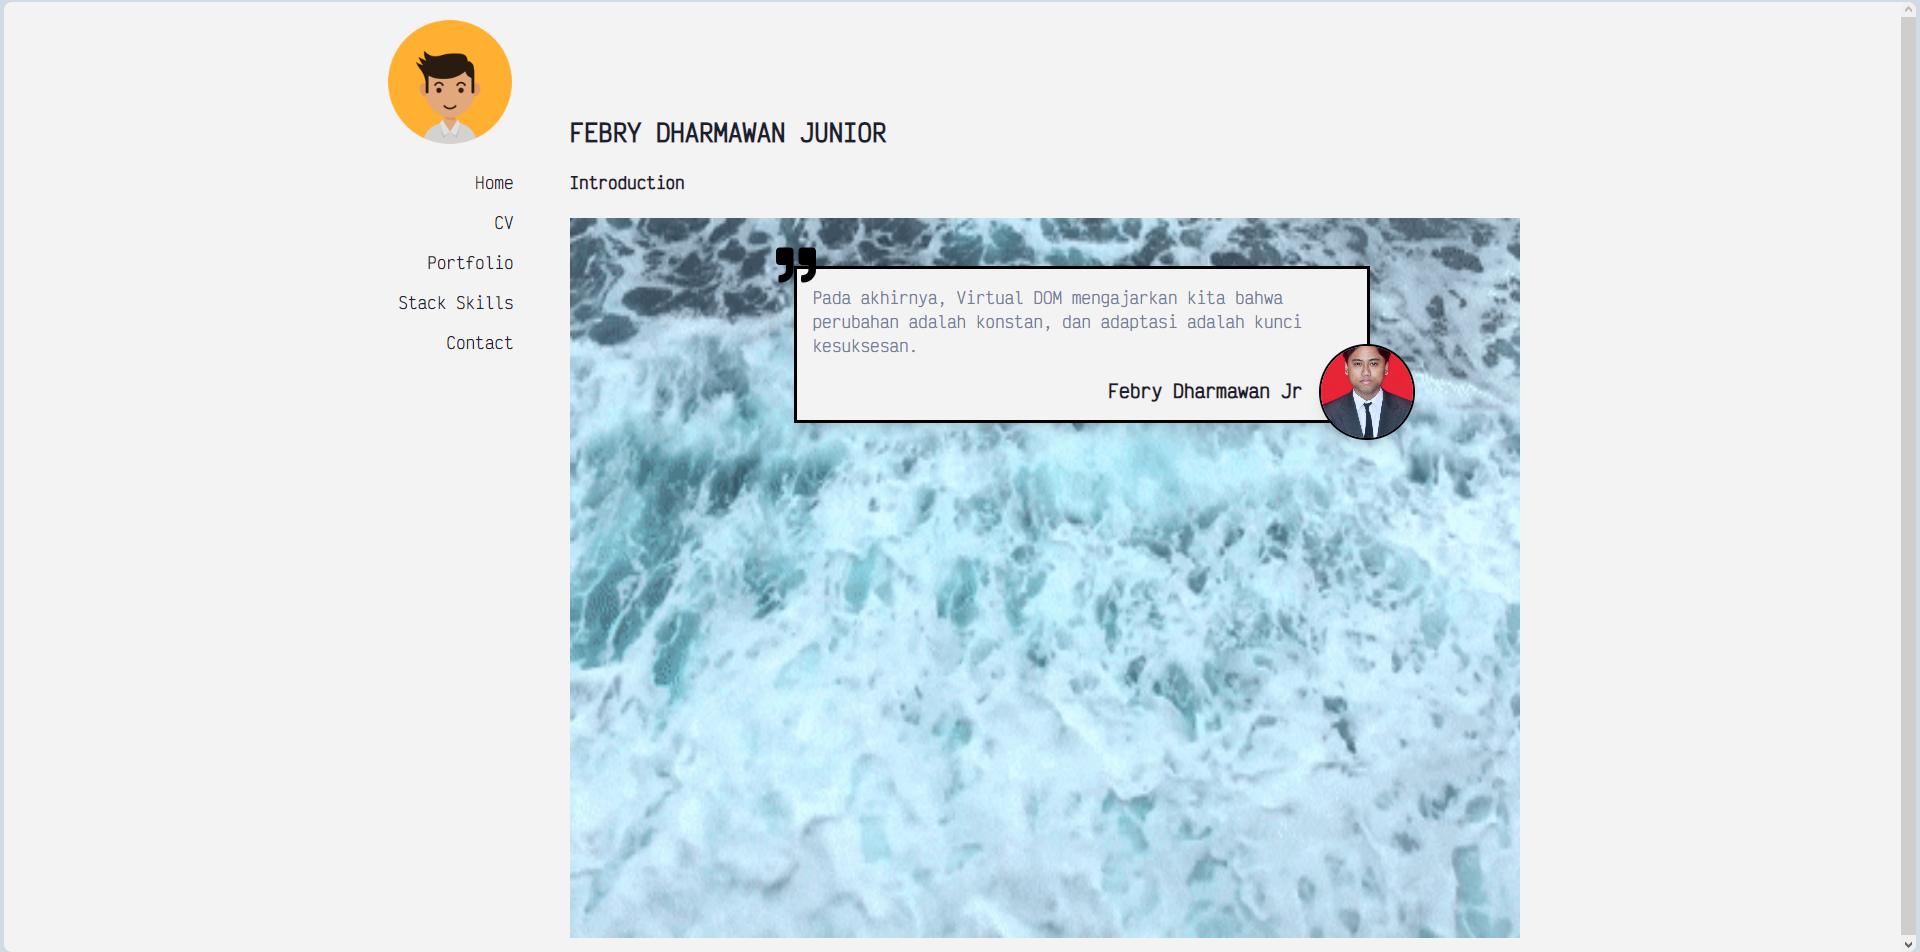 FEBRY DHARMAWAN JUNIOR
Home
CV
Portfolio
Stack Skills
Contact
Introduction
Pada akhirnya, Virtual DOM mengajarkan kita bahwa
perubahan adalah konstan, dan adaptasi adalah kunci
kesuksesan.
Febry Dharmawan Jr